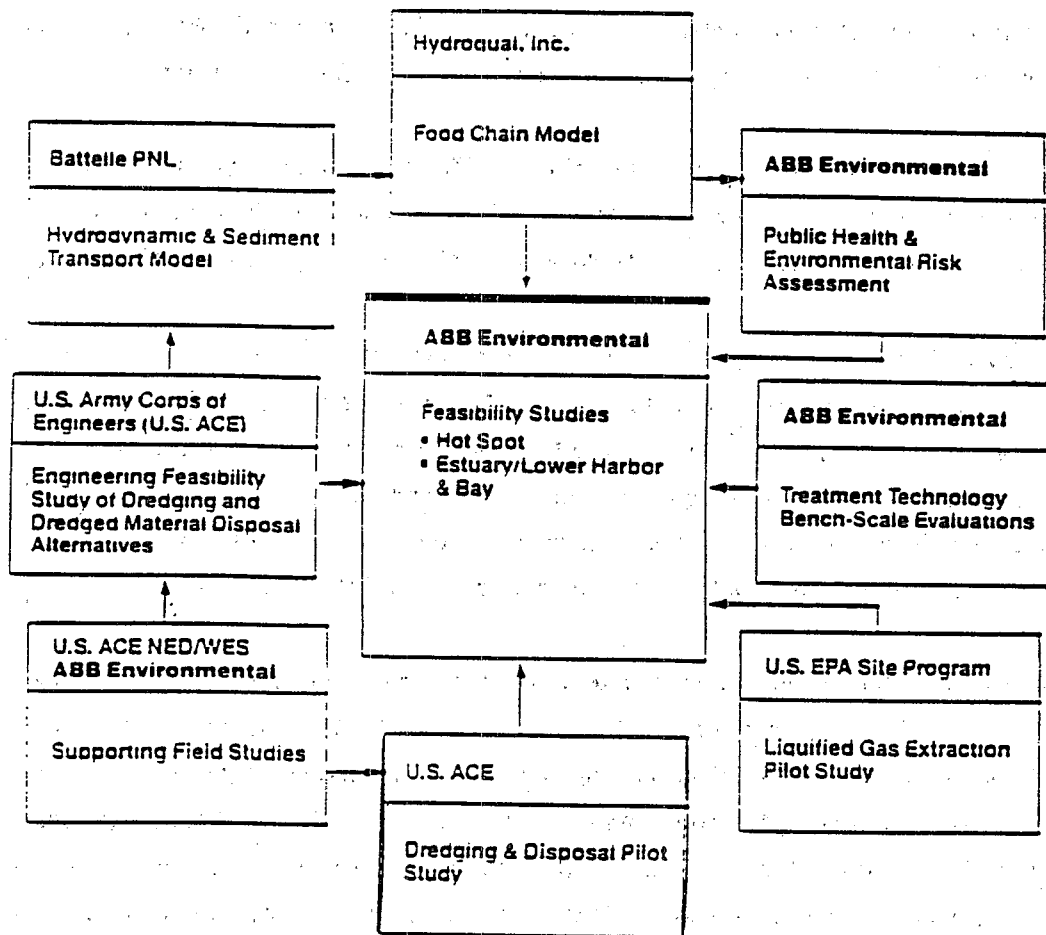 Hydroqual, Inc.
Food Chain Model
Battelle PNL
Hydrodynamic & Sediment
Transport Model
ABB Environmental
Public Health &
Environmental Risk
Assessment
ABB Environmental
Feasibility Studies
• Hot Spot
• Estuary/Lower Harbor
& Bay
U.S. Army Corps of
Engineers (U.S. ACE)
Engineering Feasibility
Study of Dredging and
Dredged Material Disposal
Alternatives
ABB Environmental
Treatment Technology
Bench-Scale Evaluations
U.S. ACE NED/WES
ABB Environmental
Supporting Field Studies
U.S. EPA Site Program
Liquified Gas Extraction
Pilot Study
U.S. ACE
Dredging & Disposal Pilot
Study